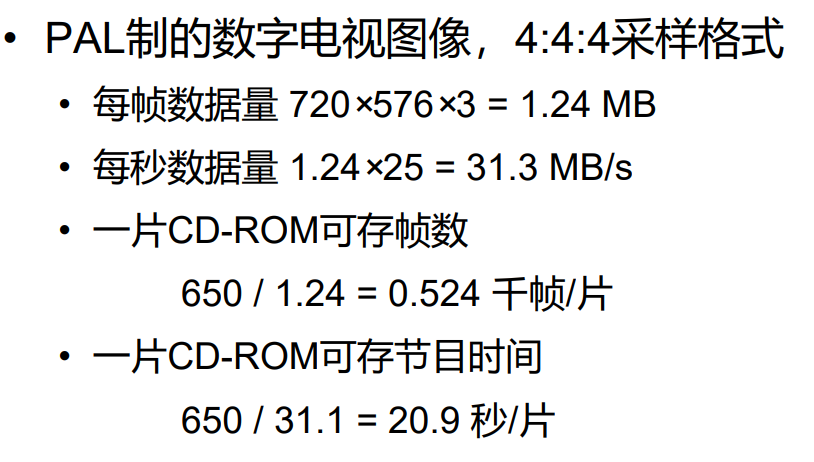 • PAL制的数字电视图像，4:4:4采样格式
• 每帧数据量 720×576×3 = 1.24 MB
• 每秒数据量 1.24×25 = 31.3 MB/s
• 一片CD-ROM可存帧数
650 / 1.24 = 0.524 千帧/片
• 一片CD-ROM可存节目时间
650 / 31.1 = 20.9 秒/片